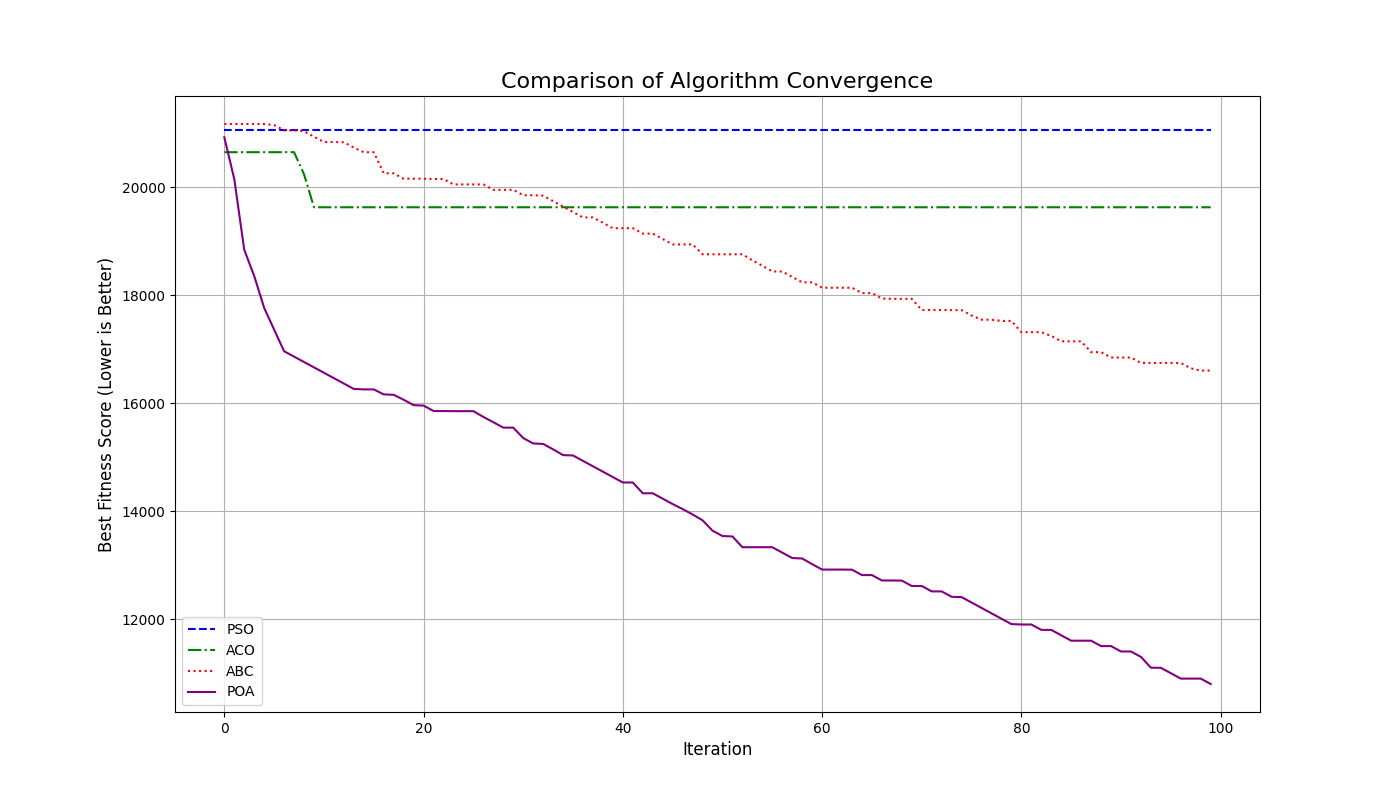 Comparison of Algorithm Convergence
Best Fitness Score (Lower is Better)
20000
18000
16000
14000
12000
PSO
ACO
ABC
POA
0 20 40 60 80 100
Iteration